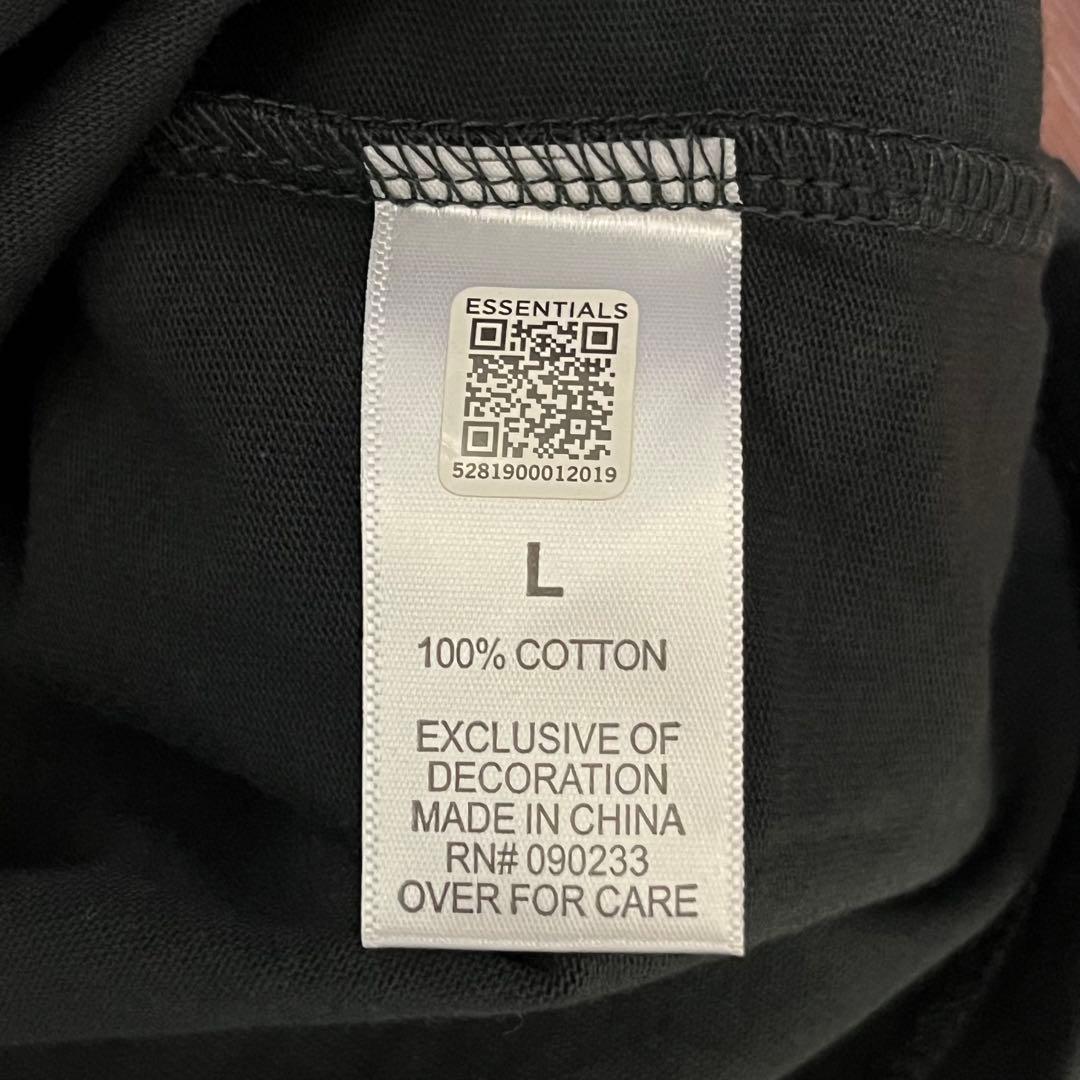 ESSENTIALS
5281900012019
L
100% COTTON
EXCLUSIVE OF
DECORATION
MADE IN CHINA
RN# 090233
OVER FOR CARE